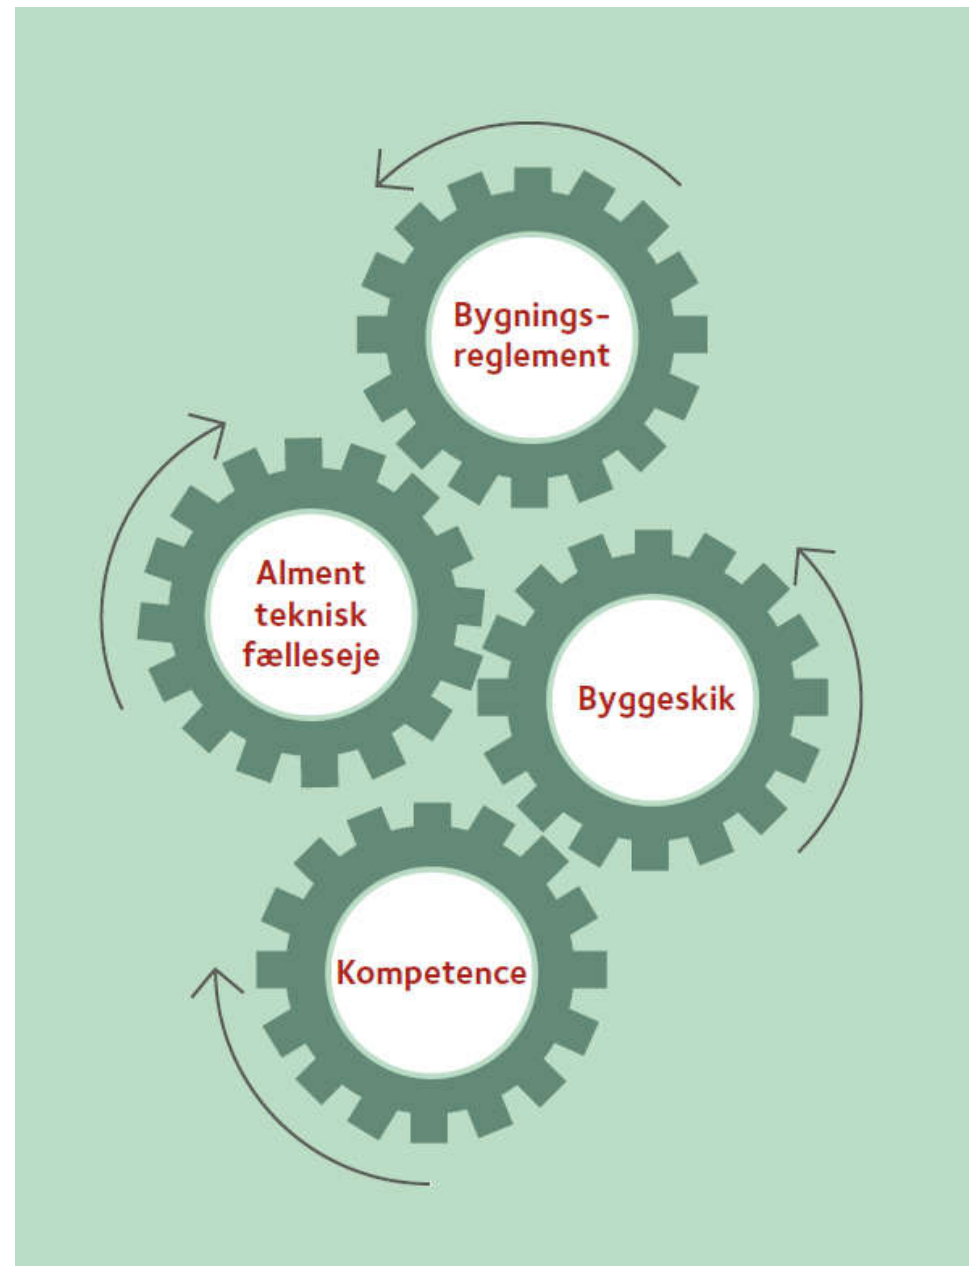 Bygnings-
reglement
Alment
teknisk
fælleseje
Byggeskik
Kompetence